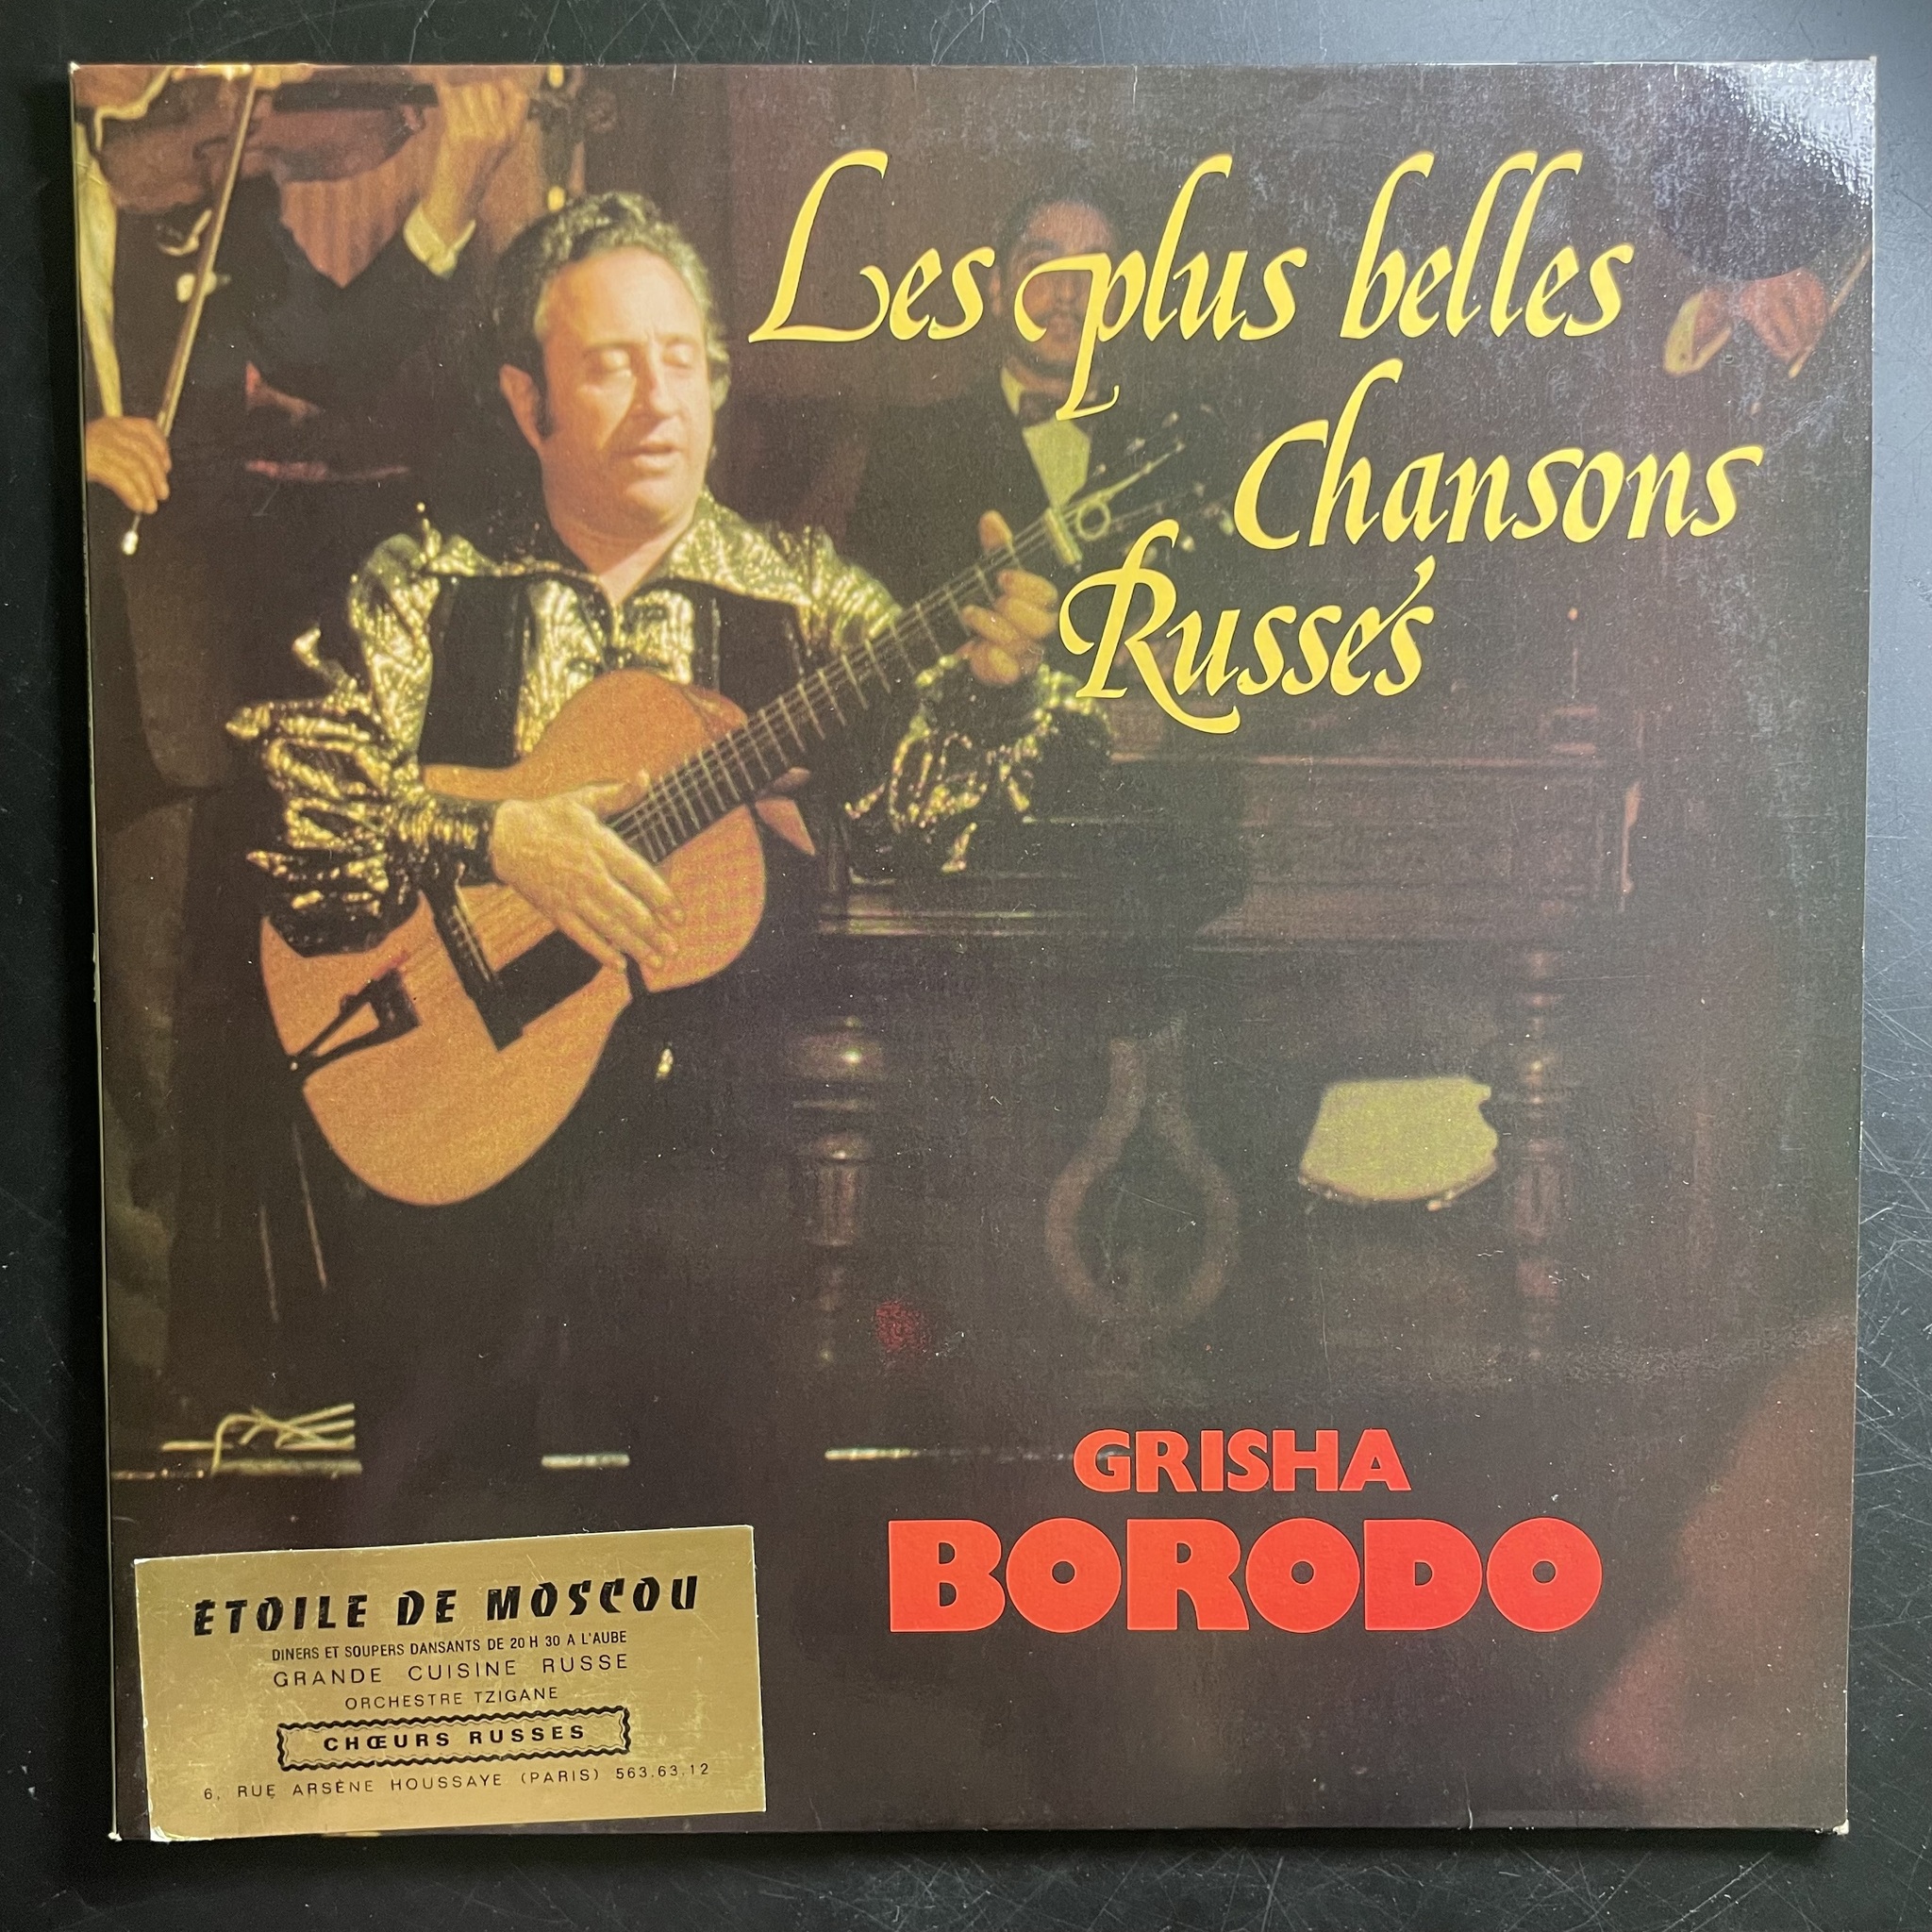 Les plus belles
Chansons
Russes
GRISHA
BORODO
ÉTOILE DE MOSCOU
DINERS ET SOUPERS DANSANTS DE 20 H 30 A L'AUBE
GRANDE CUISINE RUSSE
ORCHESTRE TZIGANE
CHŒURS RUSSES
6, RUE ARSÈNE HOUSSAYE (PARIS) 563.63.12